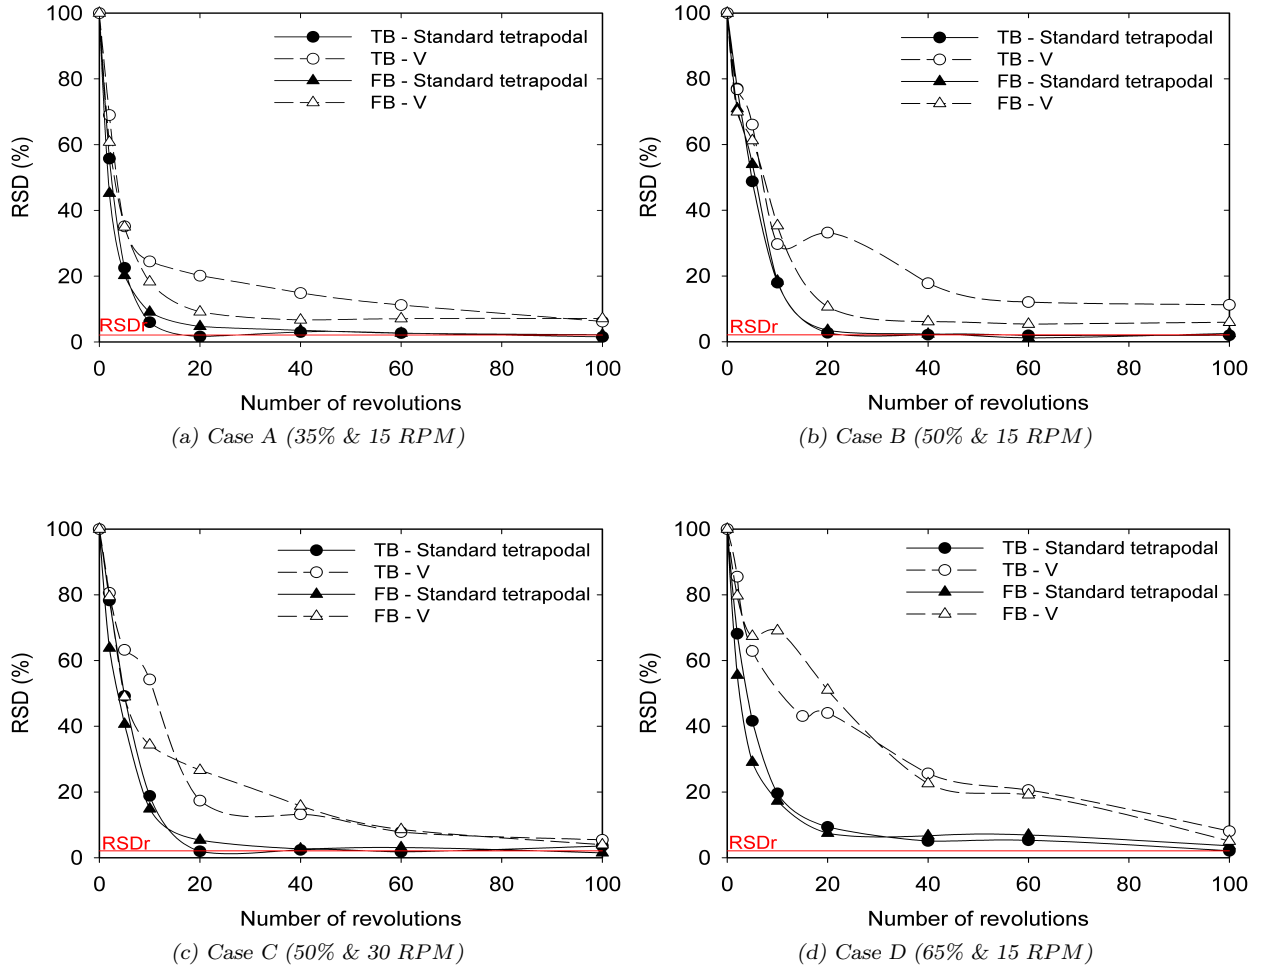 100
80
60
40
20
0
RSD (%)
TB - Standard tetrapodal
TB - V
FB - Standard tetrapodal
FB - V
RSDr
0 20 40 60 80 100
Number of revolutions
(a) Case A (35% & 15 RPM)
100
80
60
40
20
0
RSD (%)
TB - Standard tetrapodal
TB - V
FB - Standard tetrapodal
FB - V
RSDr
0 20 40 60 80 100
Number of revolutions
(b) Case B (50% & 15 RPM)
100
80
60
40
20
0
RSD (%)
TB - Standard tetrapodal
TB - V
FB - Standard tetrapodal
FB - V
RSDr
0 20 40 60 80 100
Number of revolutions
(c) Case C (50% & 30 RPM)
100
80
60
40
20
0
RSD (%)
TB - Standard tetrapodal
TB - V
FB - Standard tetrapodal
FB - V
RSDr
0 20 40 60 80 100
Number of revolutions
(d) Case D (65% & 15 RPM)